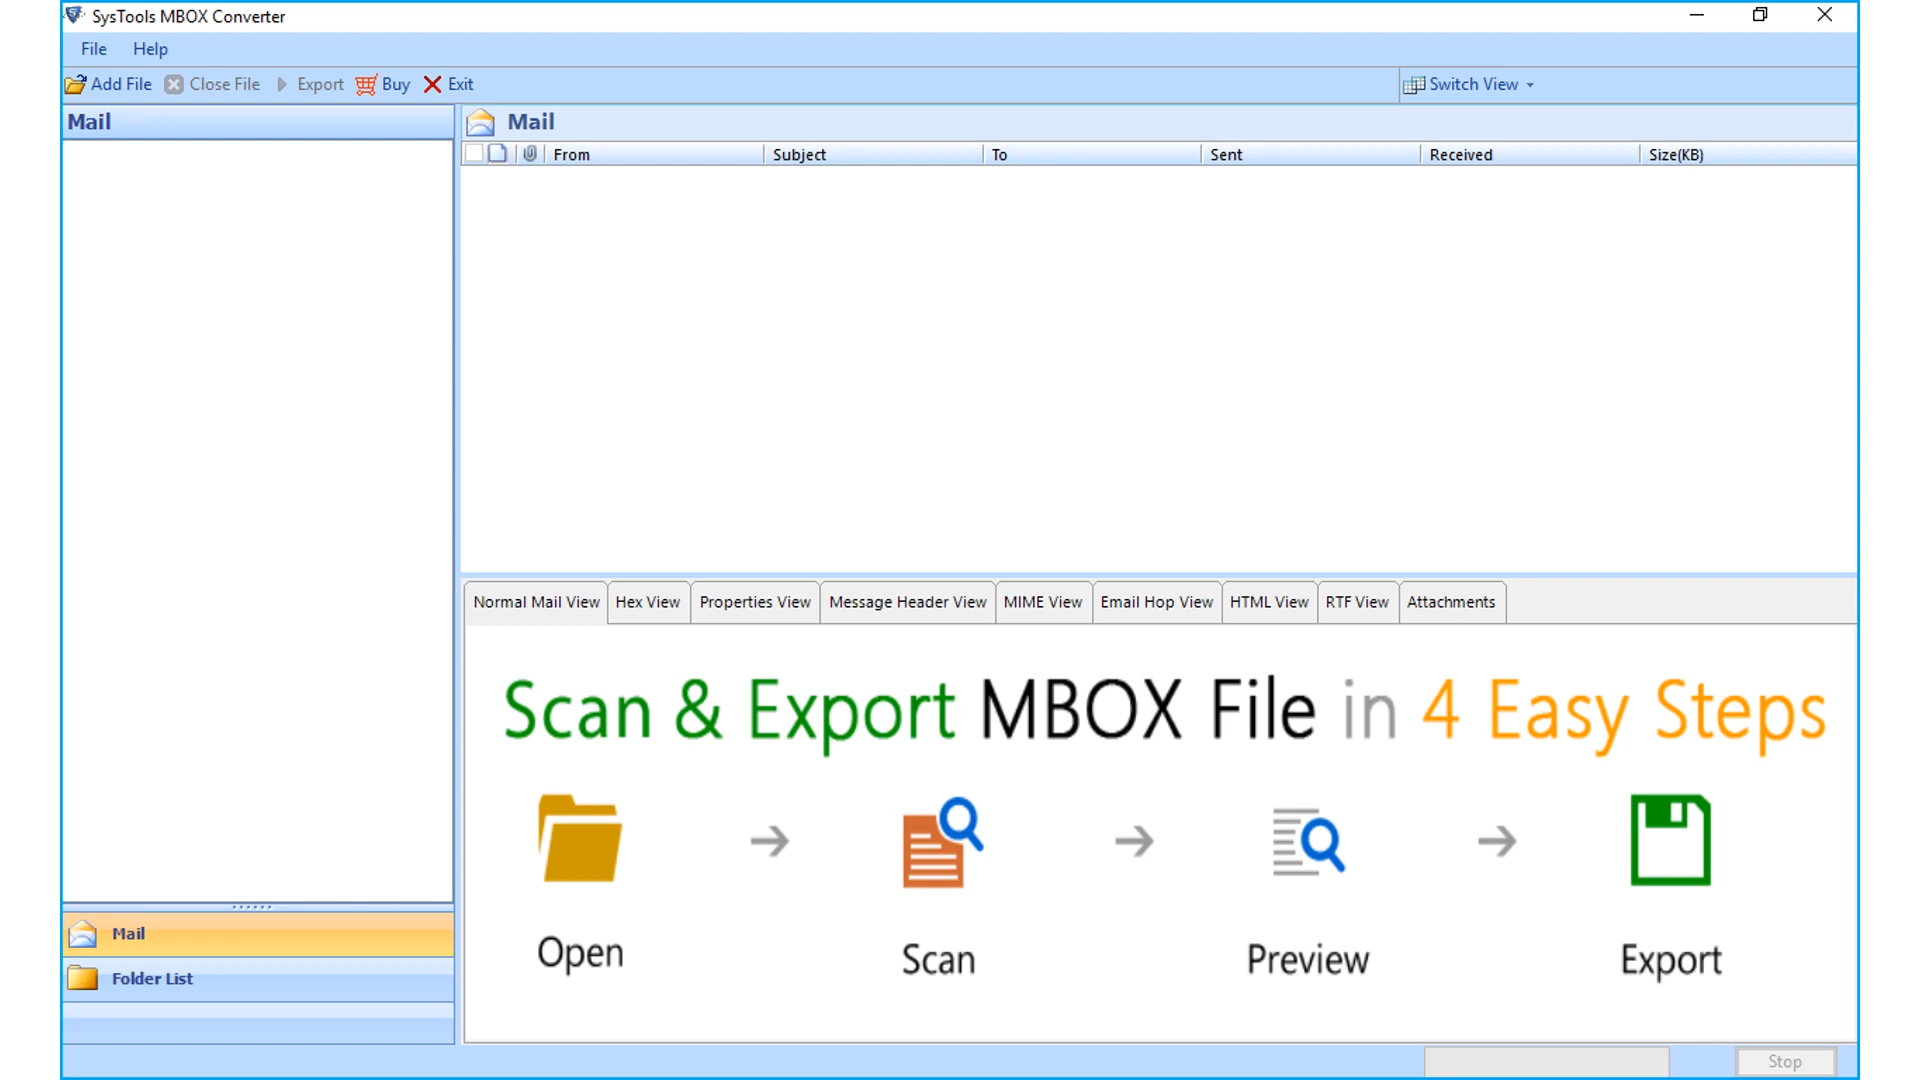 SysTools MBOX Converter
File Help
Add File Close File Export Buy Exit Switch View
Mail
Mail
From Subject To Sent Received Size(KB)
Normal Mail View Hex View Properties View Message Header View MIME View Email Hop View HTML View RTF View Attachments
Scan & Export MBOX File in 4 Easy Steps
Open Scan Preview Export
Mail
Folder List
Stop